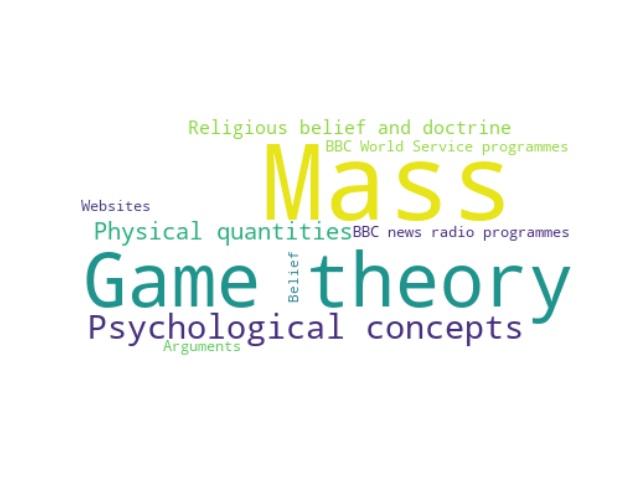 Religious belief and doctrine
BBC World Service programmes
Mass
Websites
Physical quantities
BBC news radio programmes
Game theory
Belief
Psychological concepts
Arguments